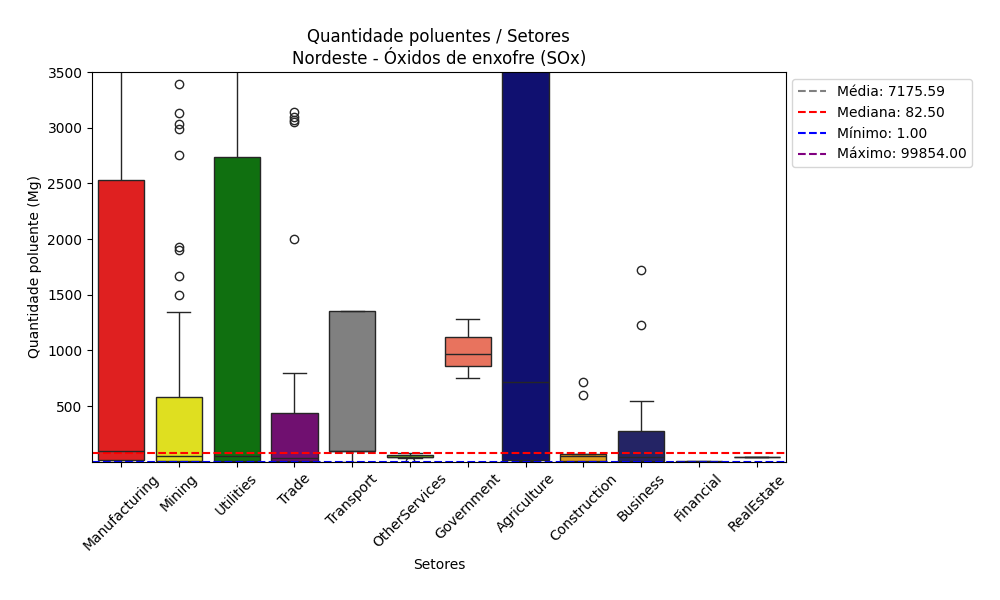 Quantidade poluentes / Setores
Nordeste - Óxidos de enxofre (SOx)
Quantidade poluente (Mg)
3500
3000
2500
2000
1500
1000
500
Manufacturing
Mining
Utilities
Trade
Transport
OtherServices
Government
Agriculture
Construction
Business
Financial
RealEstate
Setores
Média: 7175.59
Mediana: 82.50
Mínimo: 1.00
Máximo: 99854.00